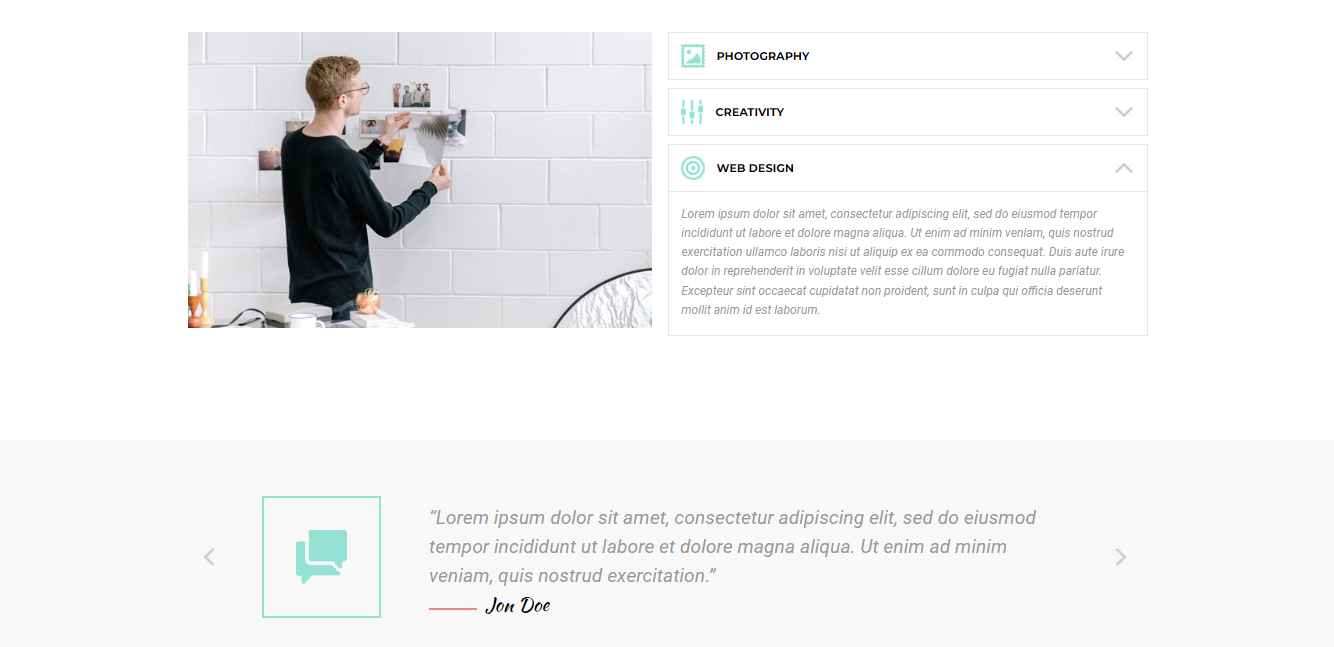 PHOTOGRAPHY
CREATIVITY
WEB DESIGN
Lorem ipsum dolor sit amet, consectetur adipiscing elit, sed do eiusmod tempor
incididunt ut labore et dolore magna aliqua. Ut enim ad minim veniam, quis nostrud
exercitation ullamco laboris nisi ut aliquip ex ea commodo consequat. Duis aute irure
dolor in reprehenderit in voluptate velit esse cillum dolore eu fugiat nulla pariatur.
Excepteur sint occaecat cupidatat non proident, sunt in culpa qui officia deserunt
mollit anim id est laborum.
“Lorem ipsum dolor sit amet, consectetur adipiscing elit, sed do eiusmod
tempor incididunt ut labore et dolore magna aliqua. Ut enim ad minim
veniam, quis nostrud exercitation.”
Jon Doe